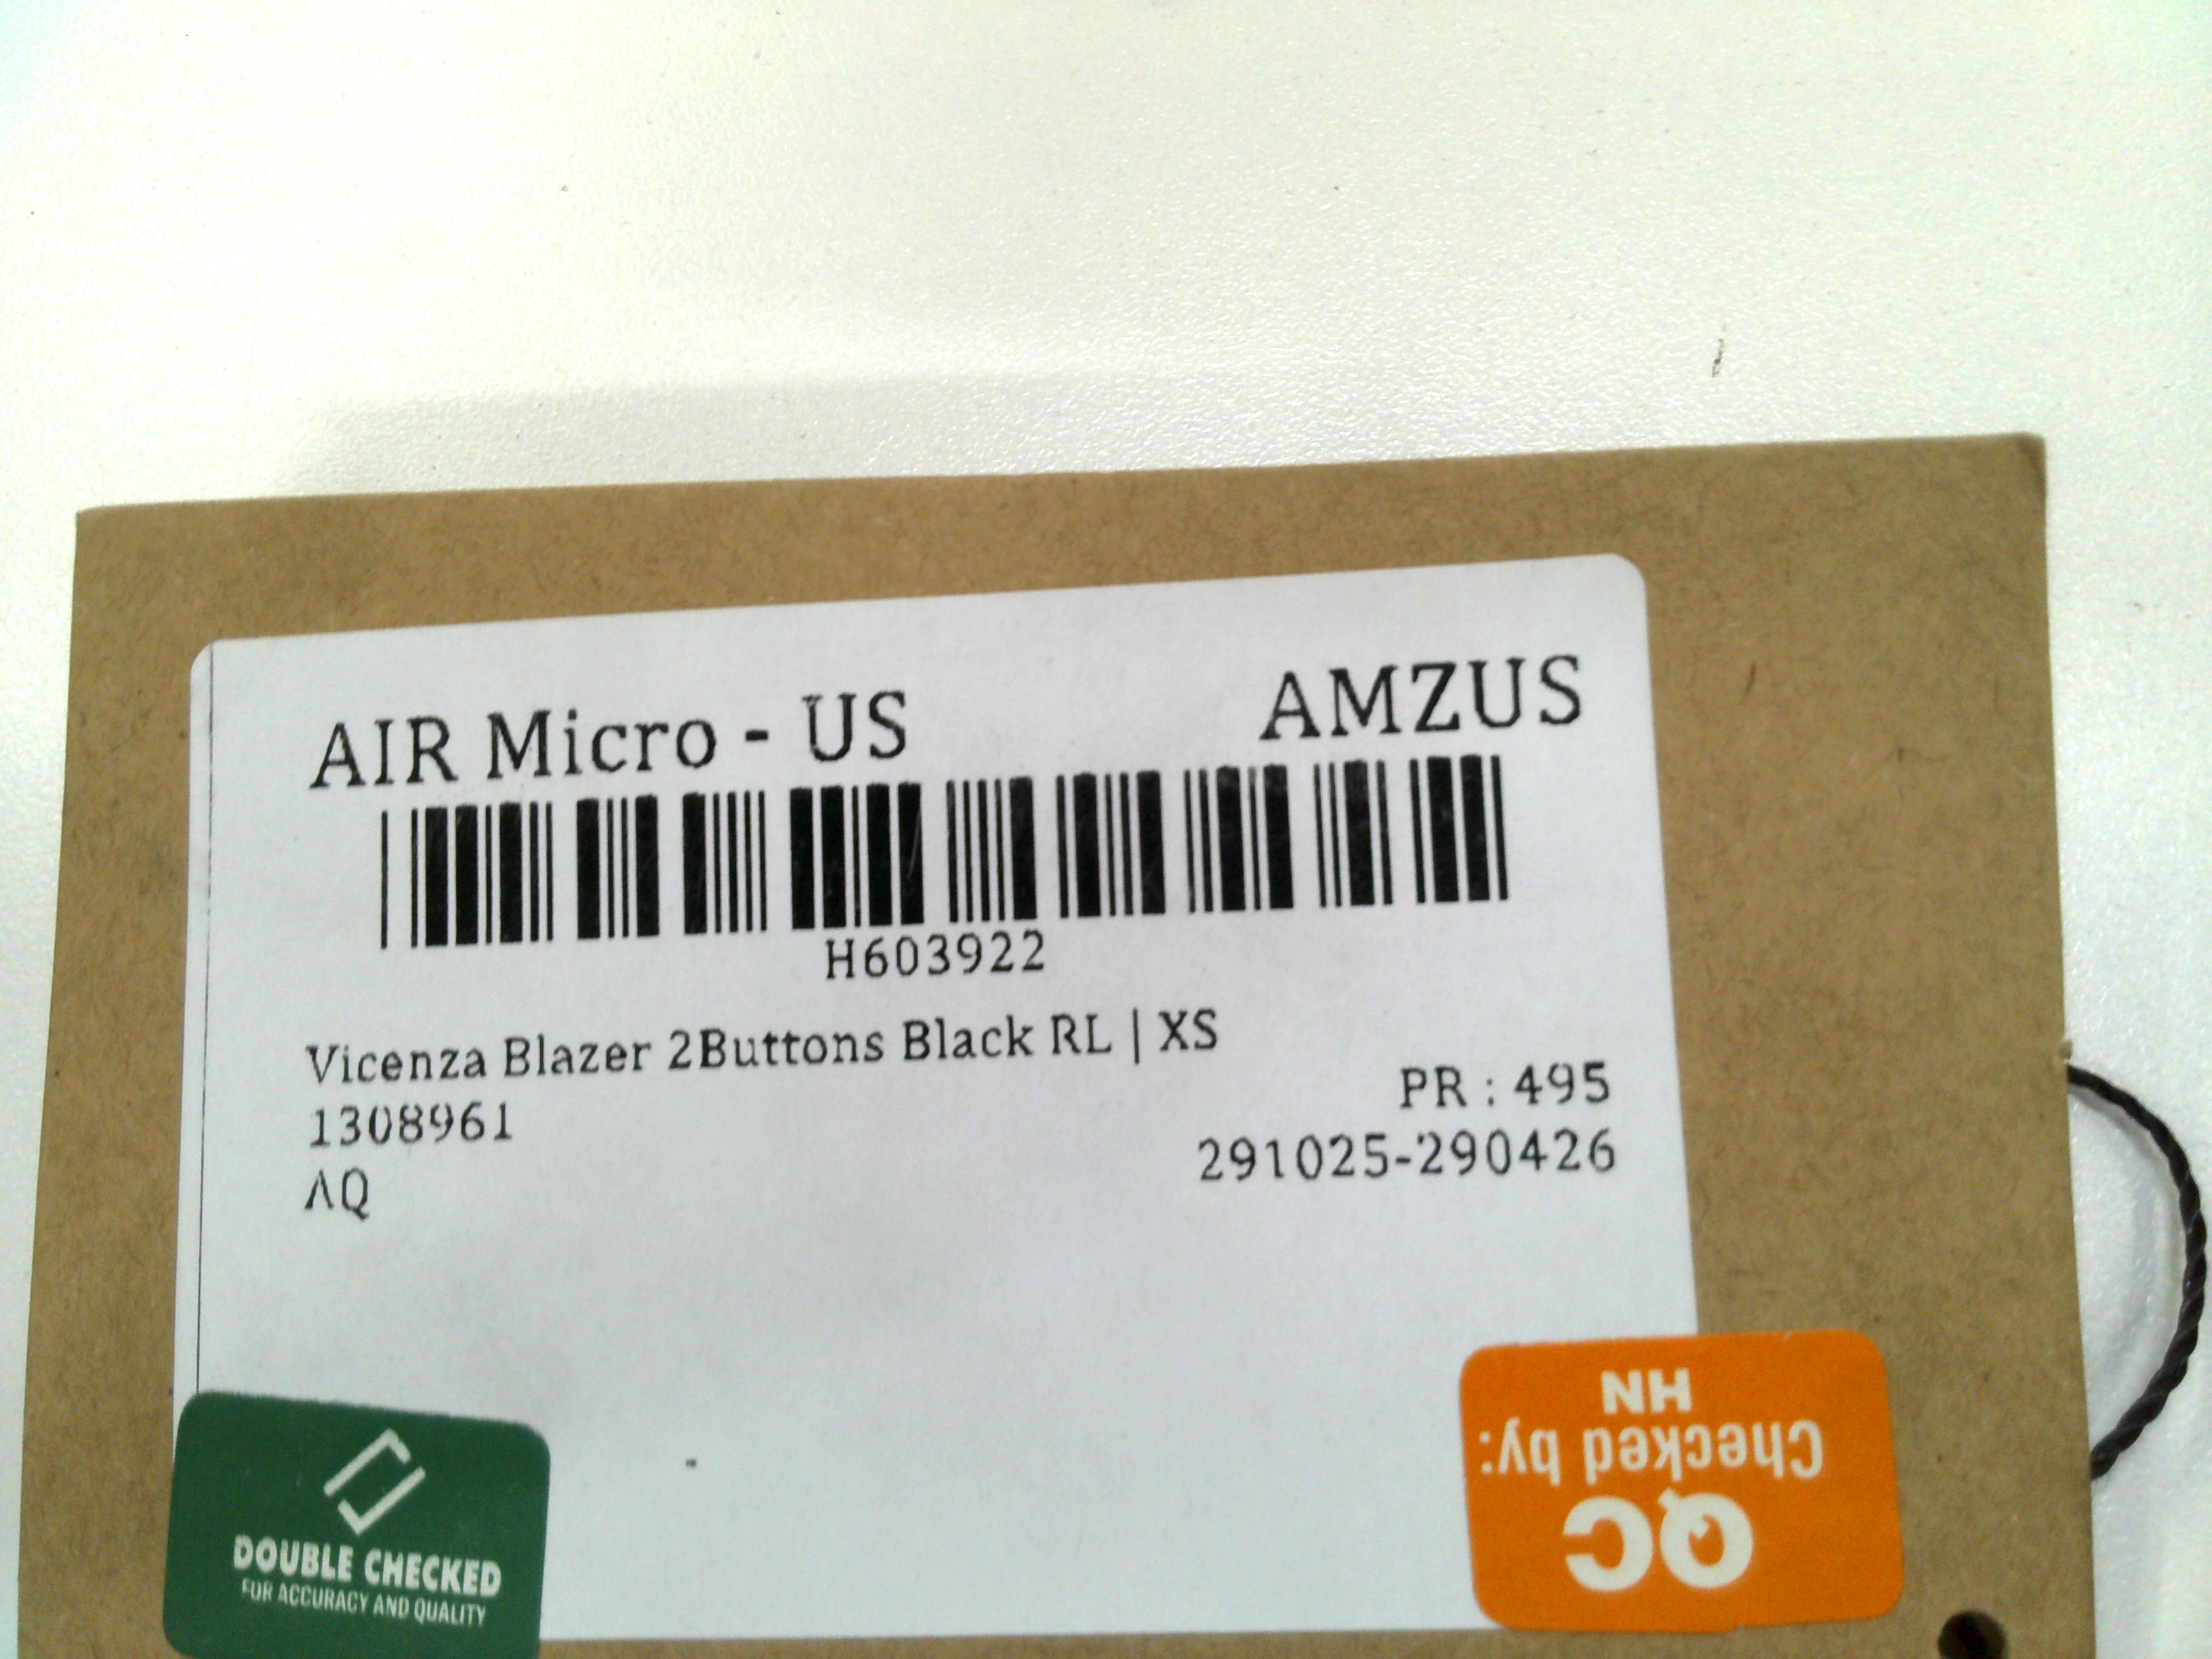 AIR Micro - US
AMZUS
H603922
Vicenza Blazer 2Buttons Black RL | XS
PR : 495
1308961
291025-290426
AQ
DOUBLE CHECKED
FOR ACCURACY AND QUALITY
QC
Checked by:
HN